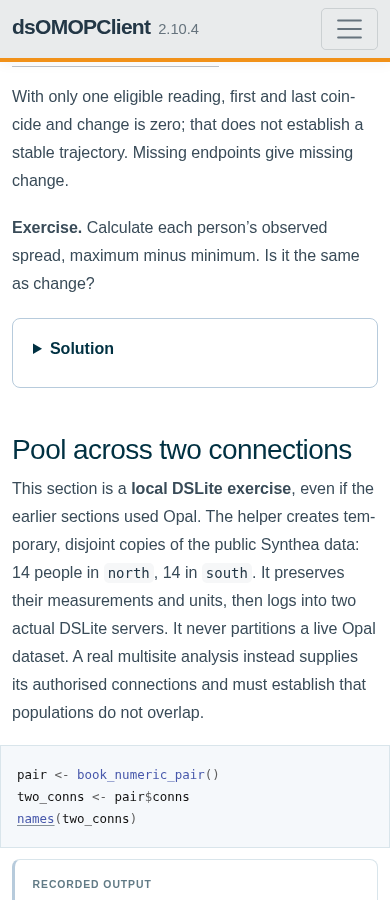 dsOMOPClient 2.10.4
With only one eligible reading, first and last coin-
cide and change is zero; that does not establish a
stable trajectory. Missing endpoints give missing
change.
Exercise. Calculate each person’s observed
spread, maximum minus minimum. Is it the same
as change?
Solution
Pool across two connections
This section is a local DSLite exercise, even if the
earlier sections used Opal. The helper creates tem-
porary, disjoint copies of the public Synthea data:
14 people in north, 14 in south. It preserves
their measurements and units, then logs into two
actual DSLite servers. It never partitions a live Opal
dataset. A real multisite analysis instead supplies
its authorised connections and must establish that
populations do not overlap.
pair <- book_numeric_pair()
two_conns <- pair$conns
names(two_conns)
RECORDED OUTPUT